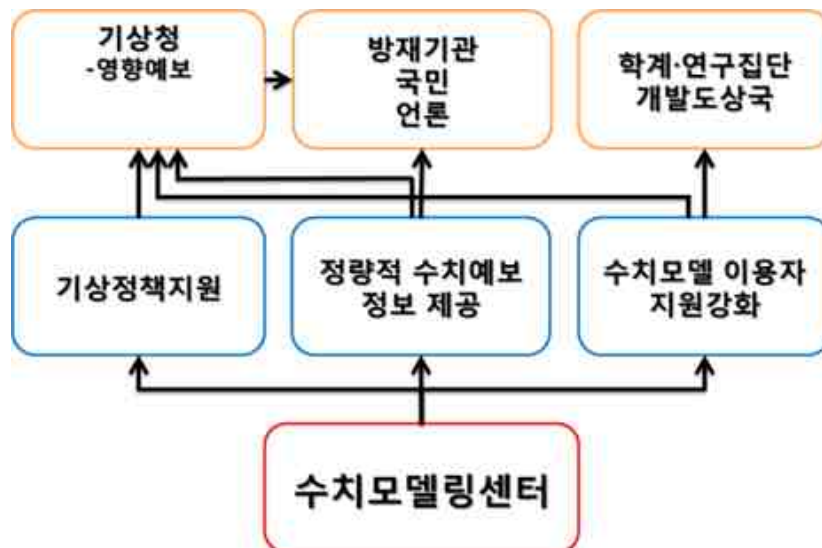 기상청
-영향예보
방재기관
국민
언론
학계·연구집단
개발도상국
기상정책지원
정량적 수치예보
정보 제공
수치모델 이용자
지원강화
수치모델링센터